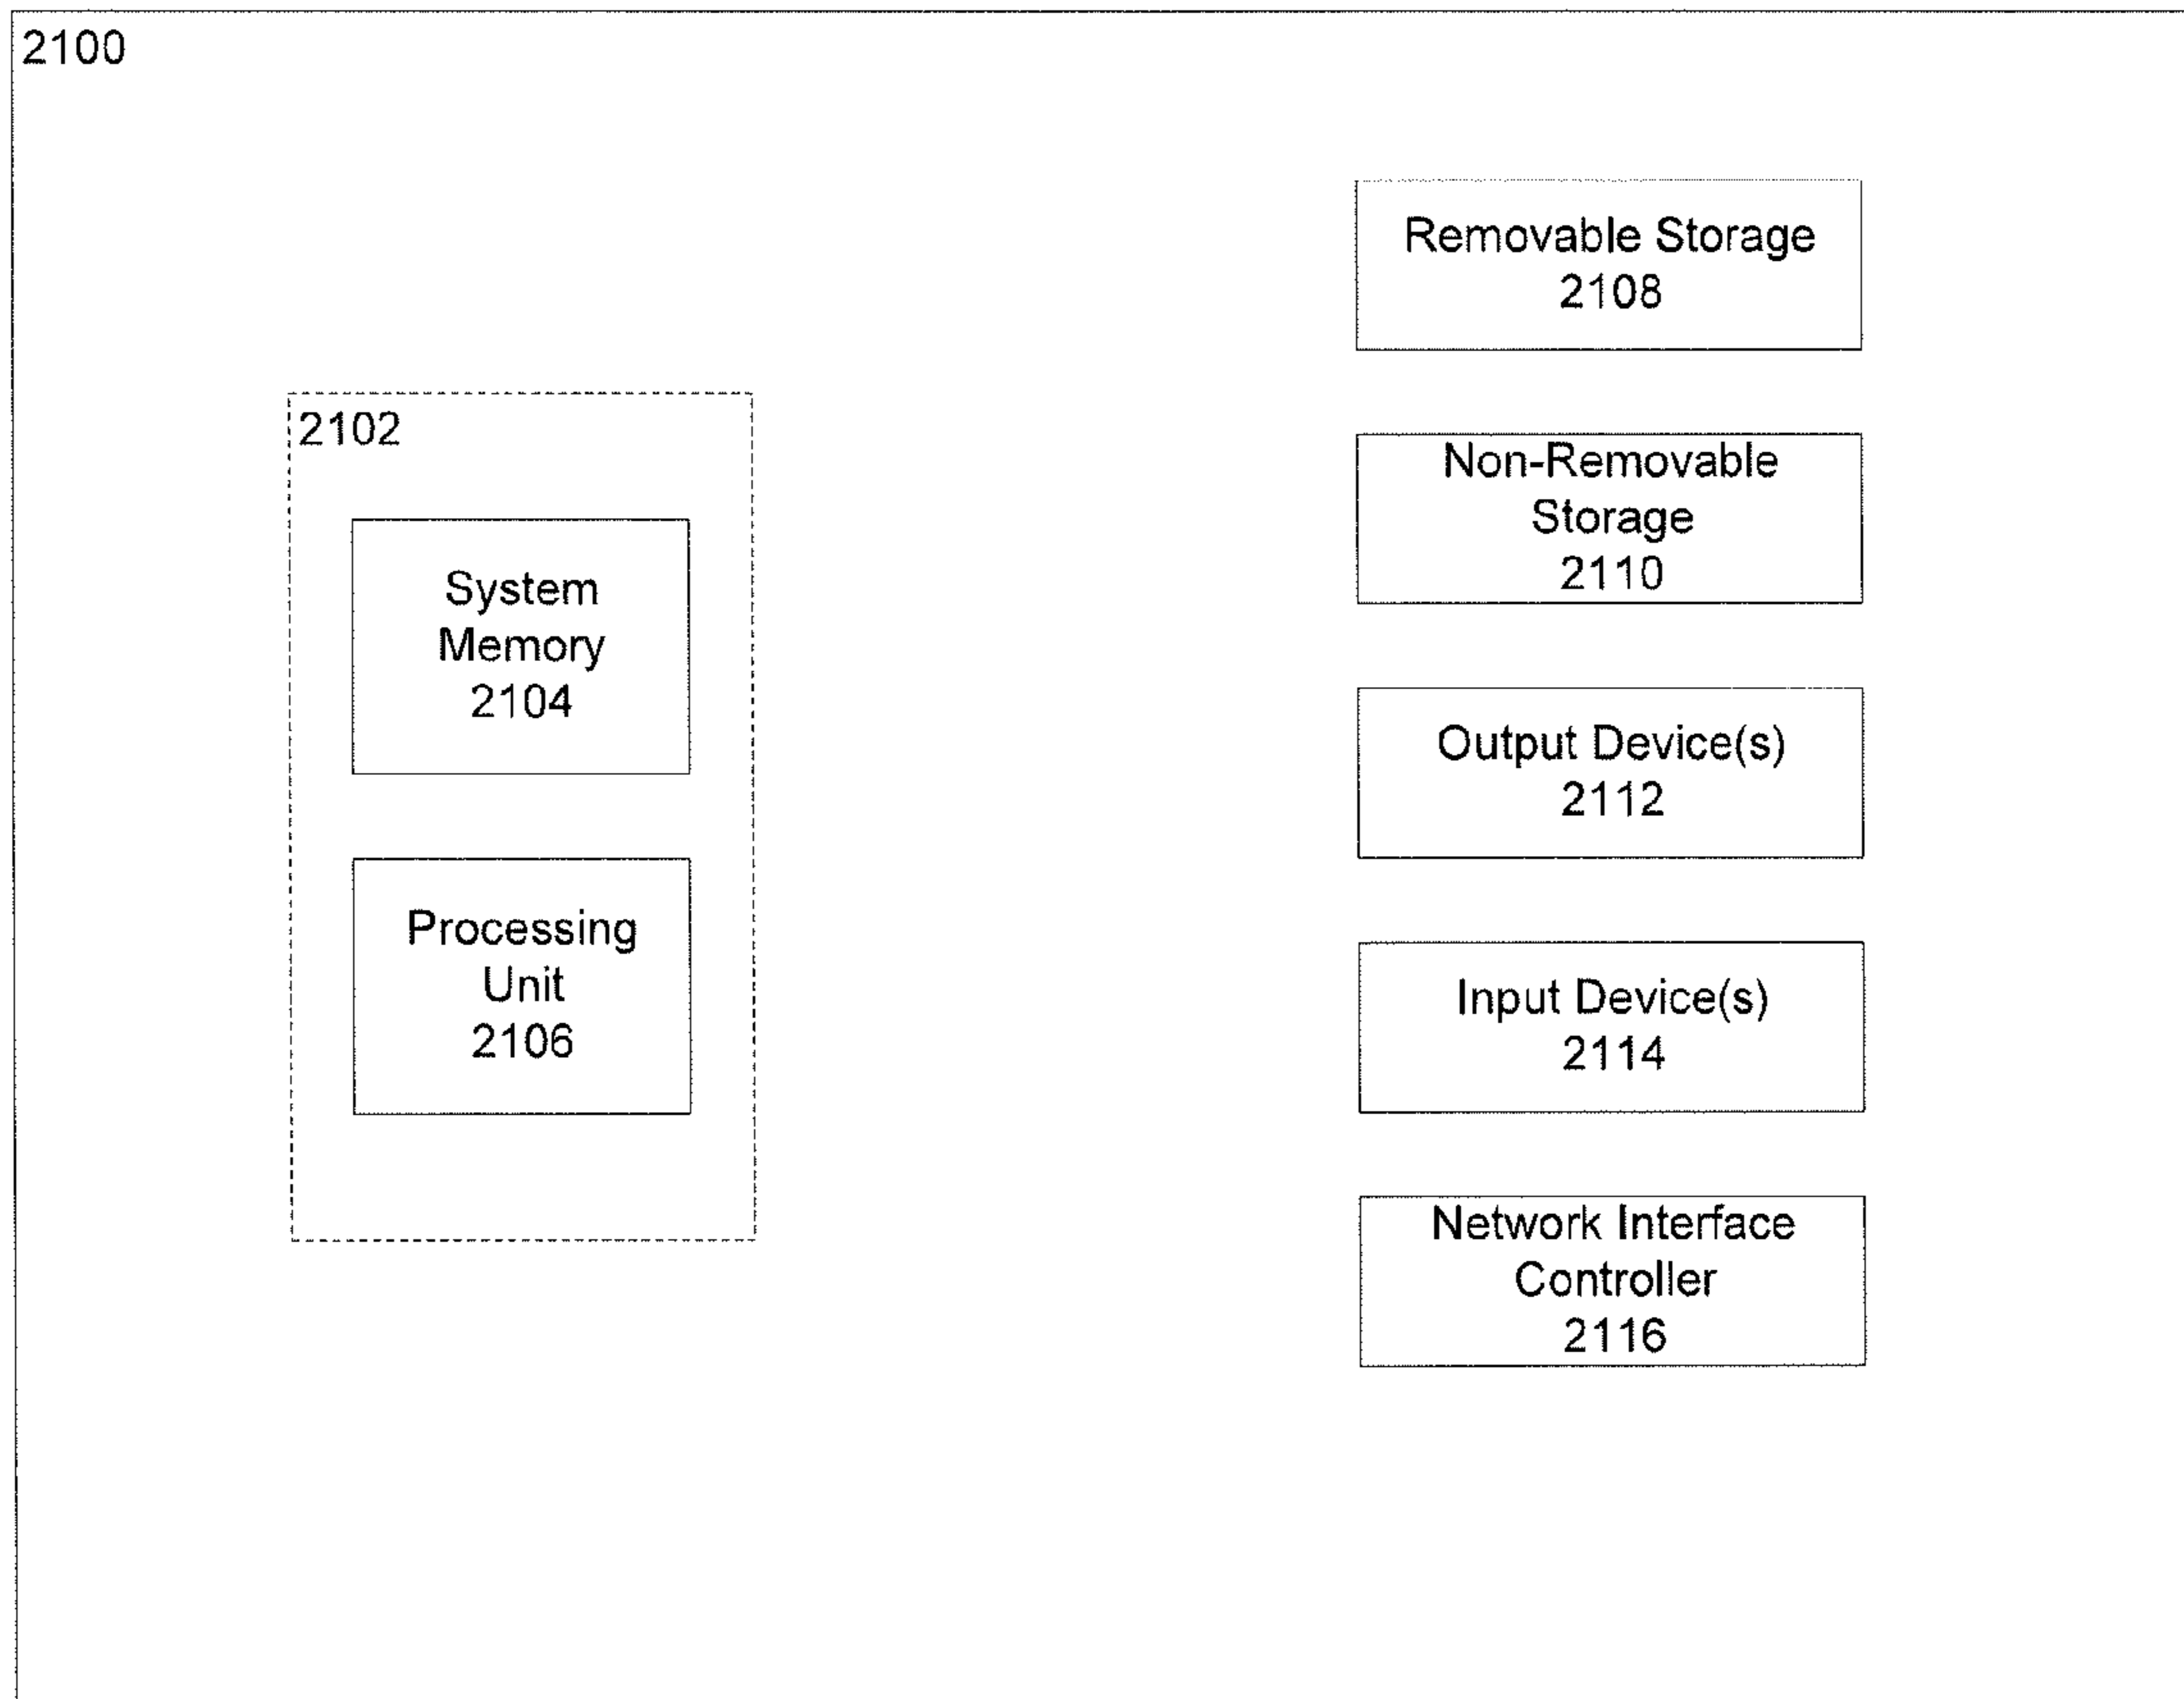 2100
2102
System
Memory
2104
Processing
Unit
2106
Removable Storage
2108
Non-Removable
Storage
2110
Output Device(s)
2112
Input Device(s)
2114
Network Interface
Controller
2116